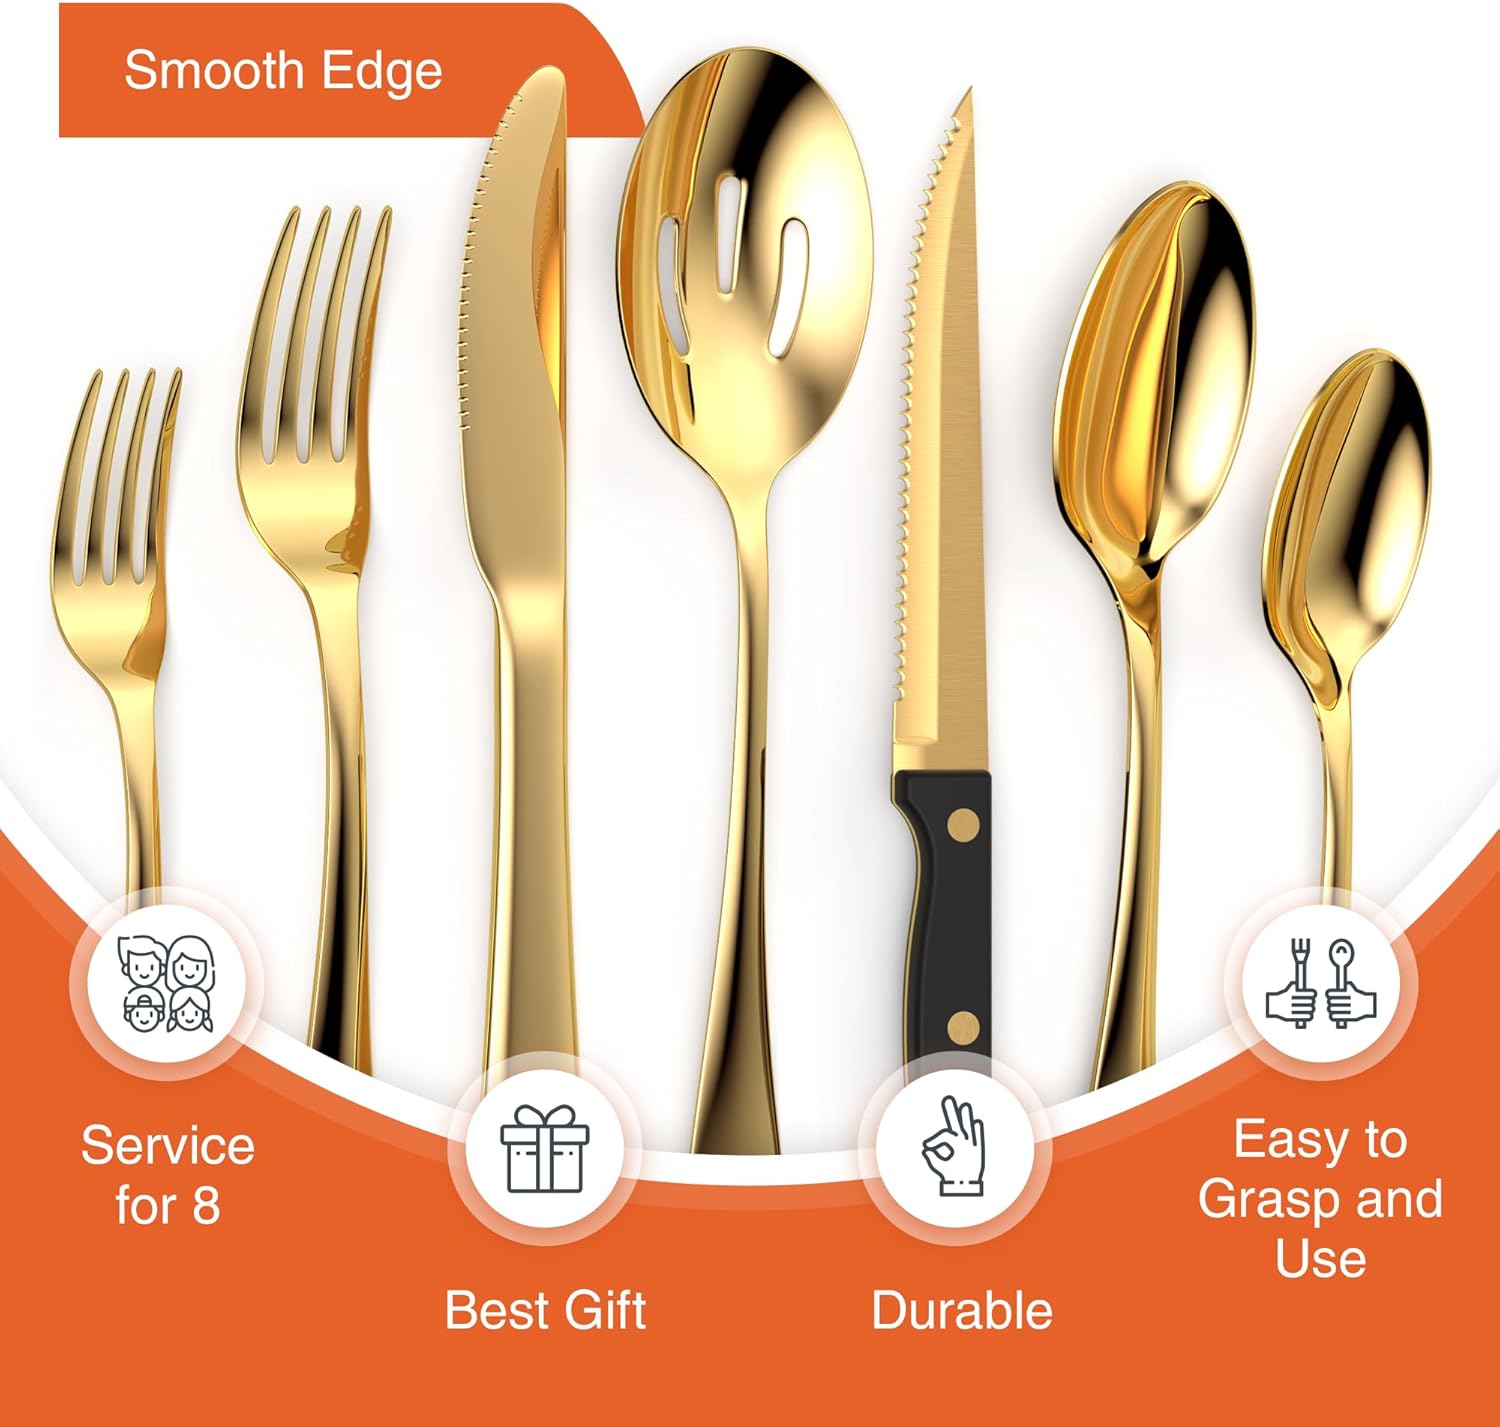 Smooth Edge
Service
for 8
Best Gift
Durable
Easy to
Grasp and
Use